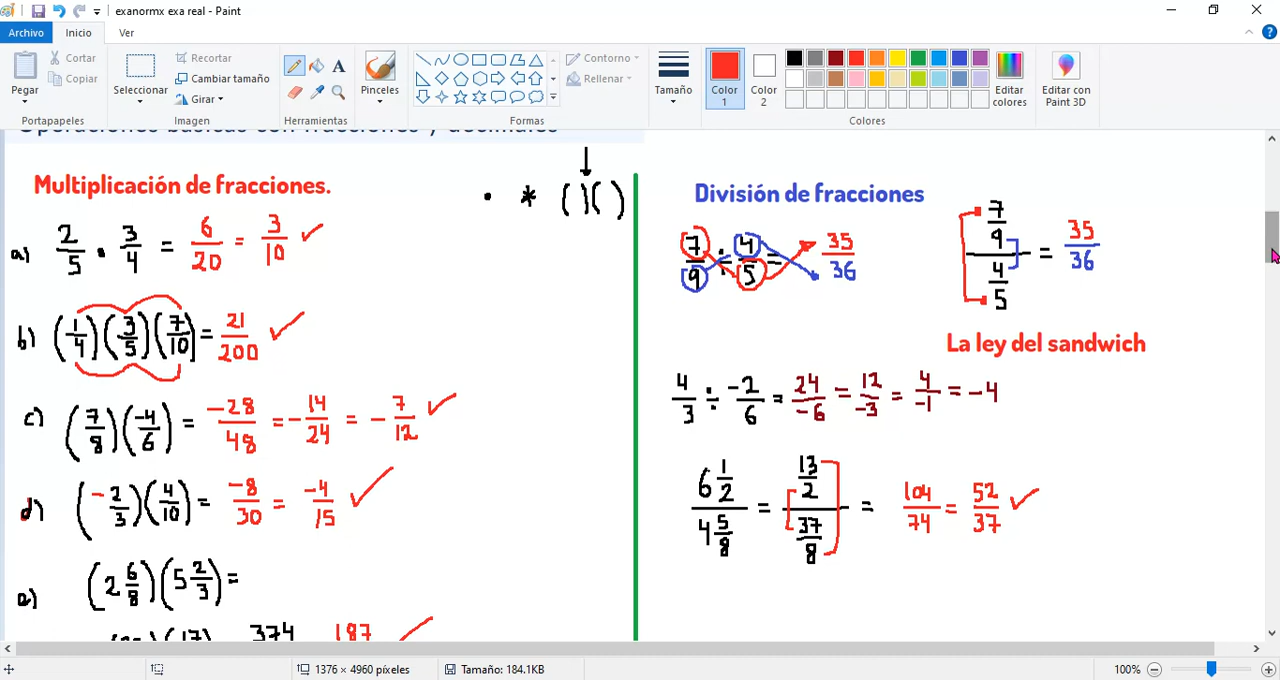 exanormx exa real - Paint
Archivo Inicio Ver
Pegar
Cortar
Copiar
Portapapeles
Seleccionar
Recortar
Cambiar tamaño
Girar
Imagen
A
Herramientas
Pinceles
Contorno
Rellenar
Formas
Tamaño
Color 1
Color 2
Editar colores
Editar con Paint 3D
Colores
Operaciones básicas con fracciones y decimales
Multiplicación de fracciones.
· * ( )( )
a) 2/5 · 3/4 = 6/20 = 3/10 ✓
b) (1/4)(3/5)(7/10) = 21/200 ✓
c) (7/8)(-4/6) = -28/48 = -14/24 = -7/12 ✓
d) (-2/3)(4/10) = -8/30 = -4/15 ✓
e) (2 6/8)(5 2/3) =
374 187
División de fracciones
7/9 ÷ 4/5 = 35/36
7/9 / 4/5 = 35/36
La ley del sandwich
4/3 ÷ -2/6 = 24/-6 = 12/-3 = 4/-1 = -4
6 1/2 / 4 5/8 = 13/2 / 37/8 = 104/74 = 52/37 ✓
1376 × 4960 píxeles
Tamaño: 184.1KB
100%